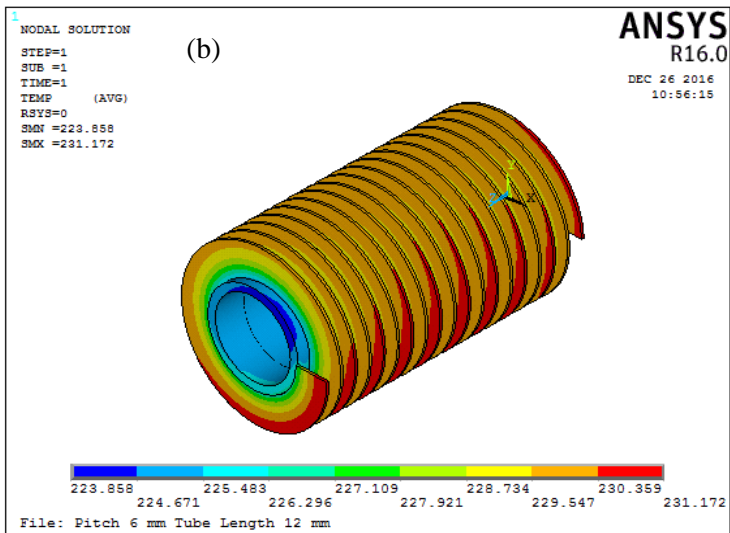 1
NODAL SOLUTION
STEP=1
SUB =1
TIME=1
TEMP (AVG)
RSYS=0
SMN =223.858
SMX =231.172
(b)
ANSYS
R16.0
DEC 26 2016
10:56:15
Y
Z X
223.858 225.483 227.109 228.734 230.359
224.671 226.296 227.921 229.547 231.172
File: Pitch 6 mm Tube Length 12 mm